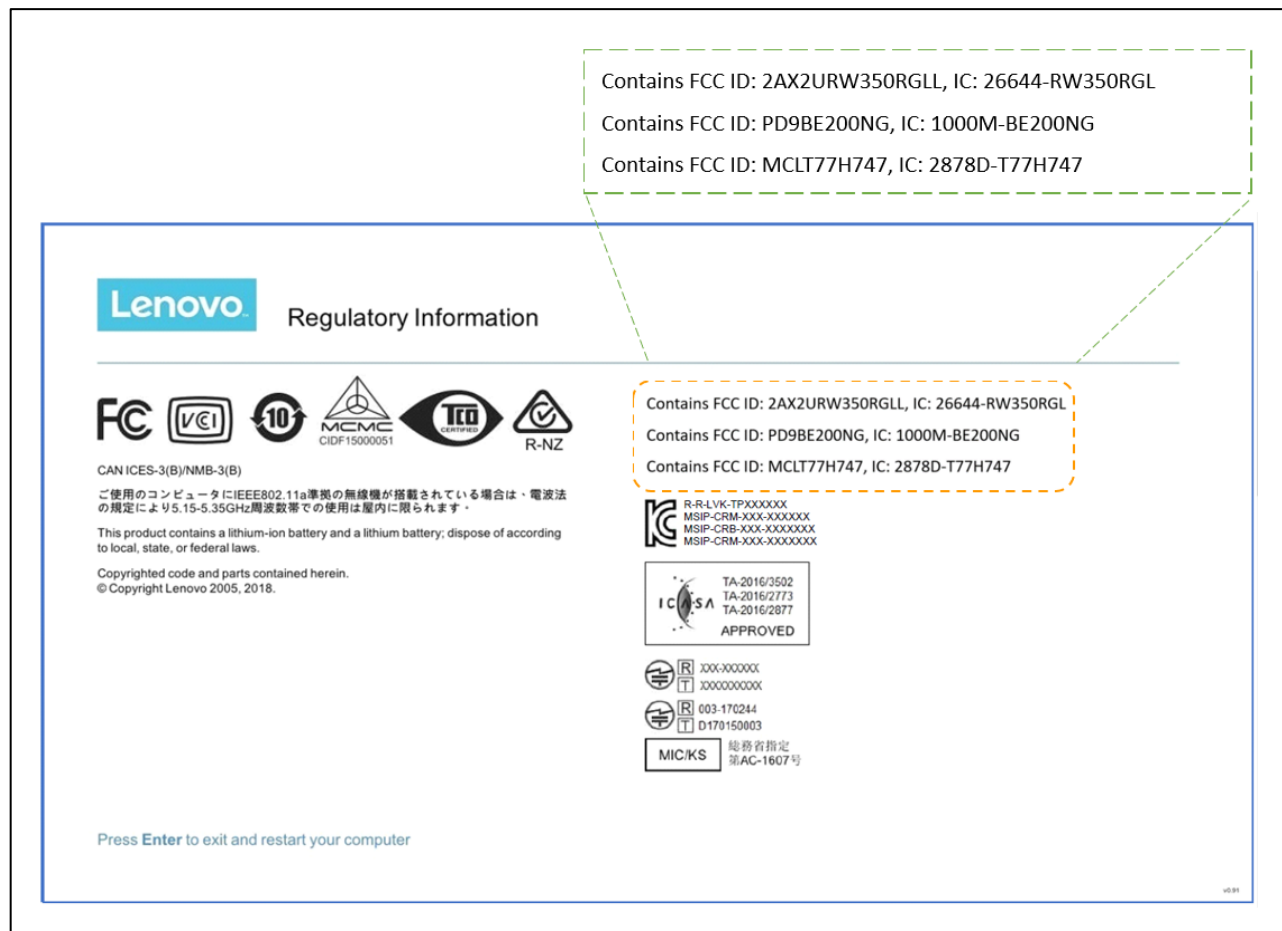 Contains FCC ID: 2AX2URW350RGLL, IC: 26644-RW350RGL
Contains FCC ID: PD9BE200NG, IC: 1000M-BE200NG
Contains FCC ID: MCLT77H747, IC: 2878D-T77H747
Lenovo.
Regulatory Information
FC
VCI
10
MCMC
CIDF15000051
TCO
CERTIFIED
R-NZ
CAN ICES-3(B)/NMB-3(B)
ご使用のコンピュータにIEEE802.11a準拠の無線機が搭載されている場合は、電波法
の規定により5.15-5.35GHz周波数帯での使用は屋内に限られます・
This product contains a lithium-ion battery and a lithium battery; dispose of according
to local, state, or federal laws.
Copyrighted code and parts contained herein.
© Copyright Lenovo 2005, 2018.
Contains FCC ID: 2AX2URW350RGLL, IC: 26644-RW350RGL
Contains FCC ID: PD9BE200NG, IC: 1000M-BE200NG
Contains FCC ID: MCLT77H747, IC: 2878D-T77H747
R-R-LVK-TPXXXXXX
MSIP-CRM-XXX-XXXXXX
MSIP-CRB-XXX-XXXXXXX
MSIP-CRM-XXX-XXXXXXX
ICASA
TA-2016/3502
TA-2016/2773
TA-2016/2877
APPROVED
R XXX-XXXXXX
T XXXXXXXXXX
R 003-170244
T D170150003
MIC/KS
総務省指定
第AC-1607号
Press Enter to exit and restart your computer
v0.91